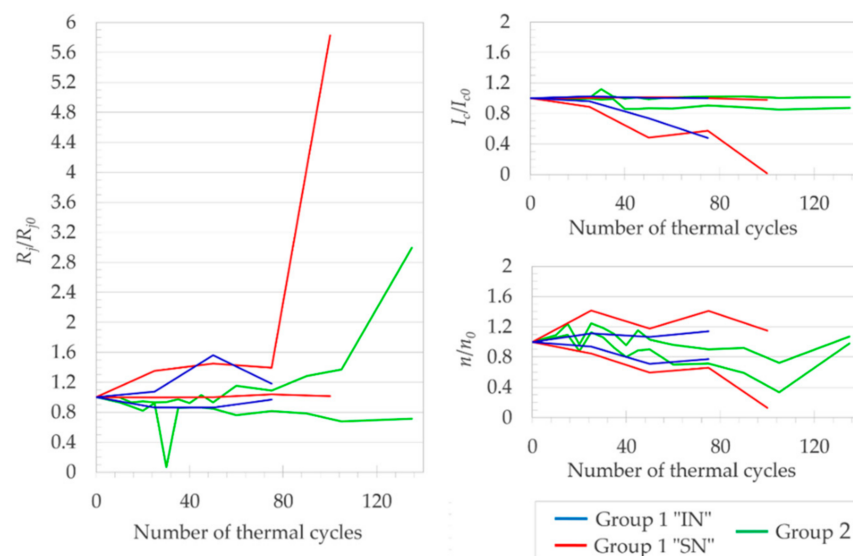 6
5.6
5.2
4.8
4.4
4
3.6
3.2
2.8
2.4
2
1.6
1.2
0.8
0.4
0
Rj/Rj0
0 40 80 120
Number of thermal cycles
2
1.6
1.2
0.8
0.4
0
Ic/Ic0
0 40 80 120
Number of thermal cycles
2
1.6
1.2
0.8
0.4
0
n/n0
0 40 80 120
Number of thermal cycles
Group 1 "IN"
Group 1 "SN"
Group 2